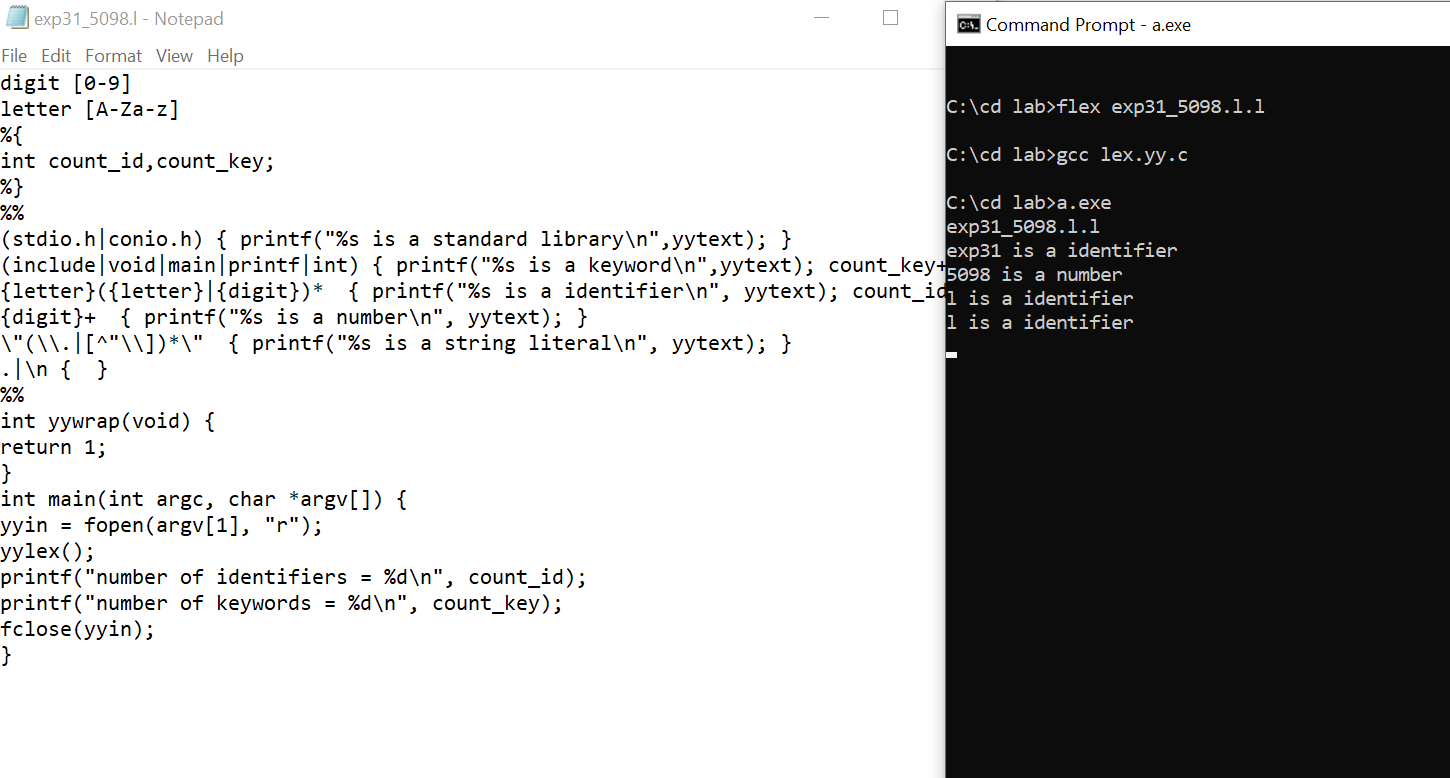 exp31_5098.l - Notepad
File Edit Format View Help
digit [0-9]
letter [A-Za-z]
%{
int count_id,count_key;
%}
%%
(stdio.h|conio.h) { printf("%s is a standard library\n",yytext); }
(include|void|main|printf|int) { printf("%s is a keyword\n",yytext); count_key+
{letter}({letter}|{digit})*  { printf("%s is a identifier\n", yytext); count_id
{digit}+  { printf("%s is a number\n", yytext); }
\"(\\.|[^"\\])*\"  { printf("%s is a string literal\n", yytext); }
.|\n {  }
%%
int yywrap(void) {
return 1;
}
int main(int argc, char *argv[]) {
yyin = fopen(argv[1], "r");
yylex();
printf("number of identifiers = %d\n", count_id);
printf("number of keywords = %d\n", count_key);
fclose(yyin);
}
Command Prompt - a.exe
C:\cd lab>flex exp31_5098.l.l
C:\cd lab>gcc lex.yy.c
C:\cd lab>a.exe
exp31_5098.l.l
exp31 is a identifier
5098 is a number
l is a identifier
l is a identifier